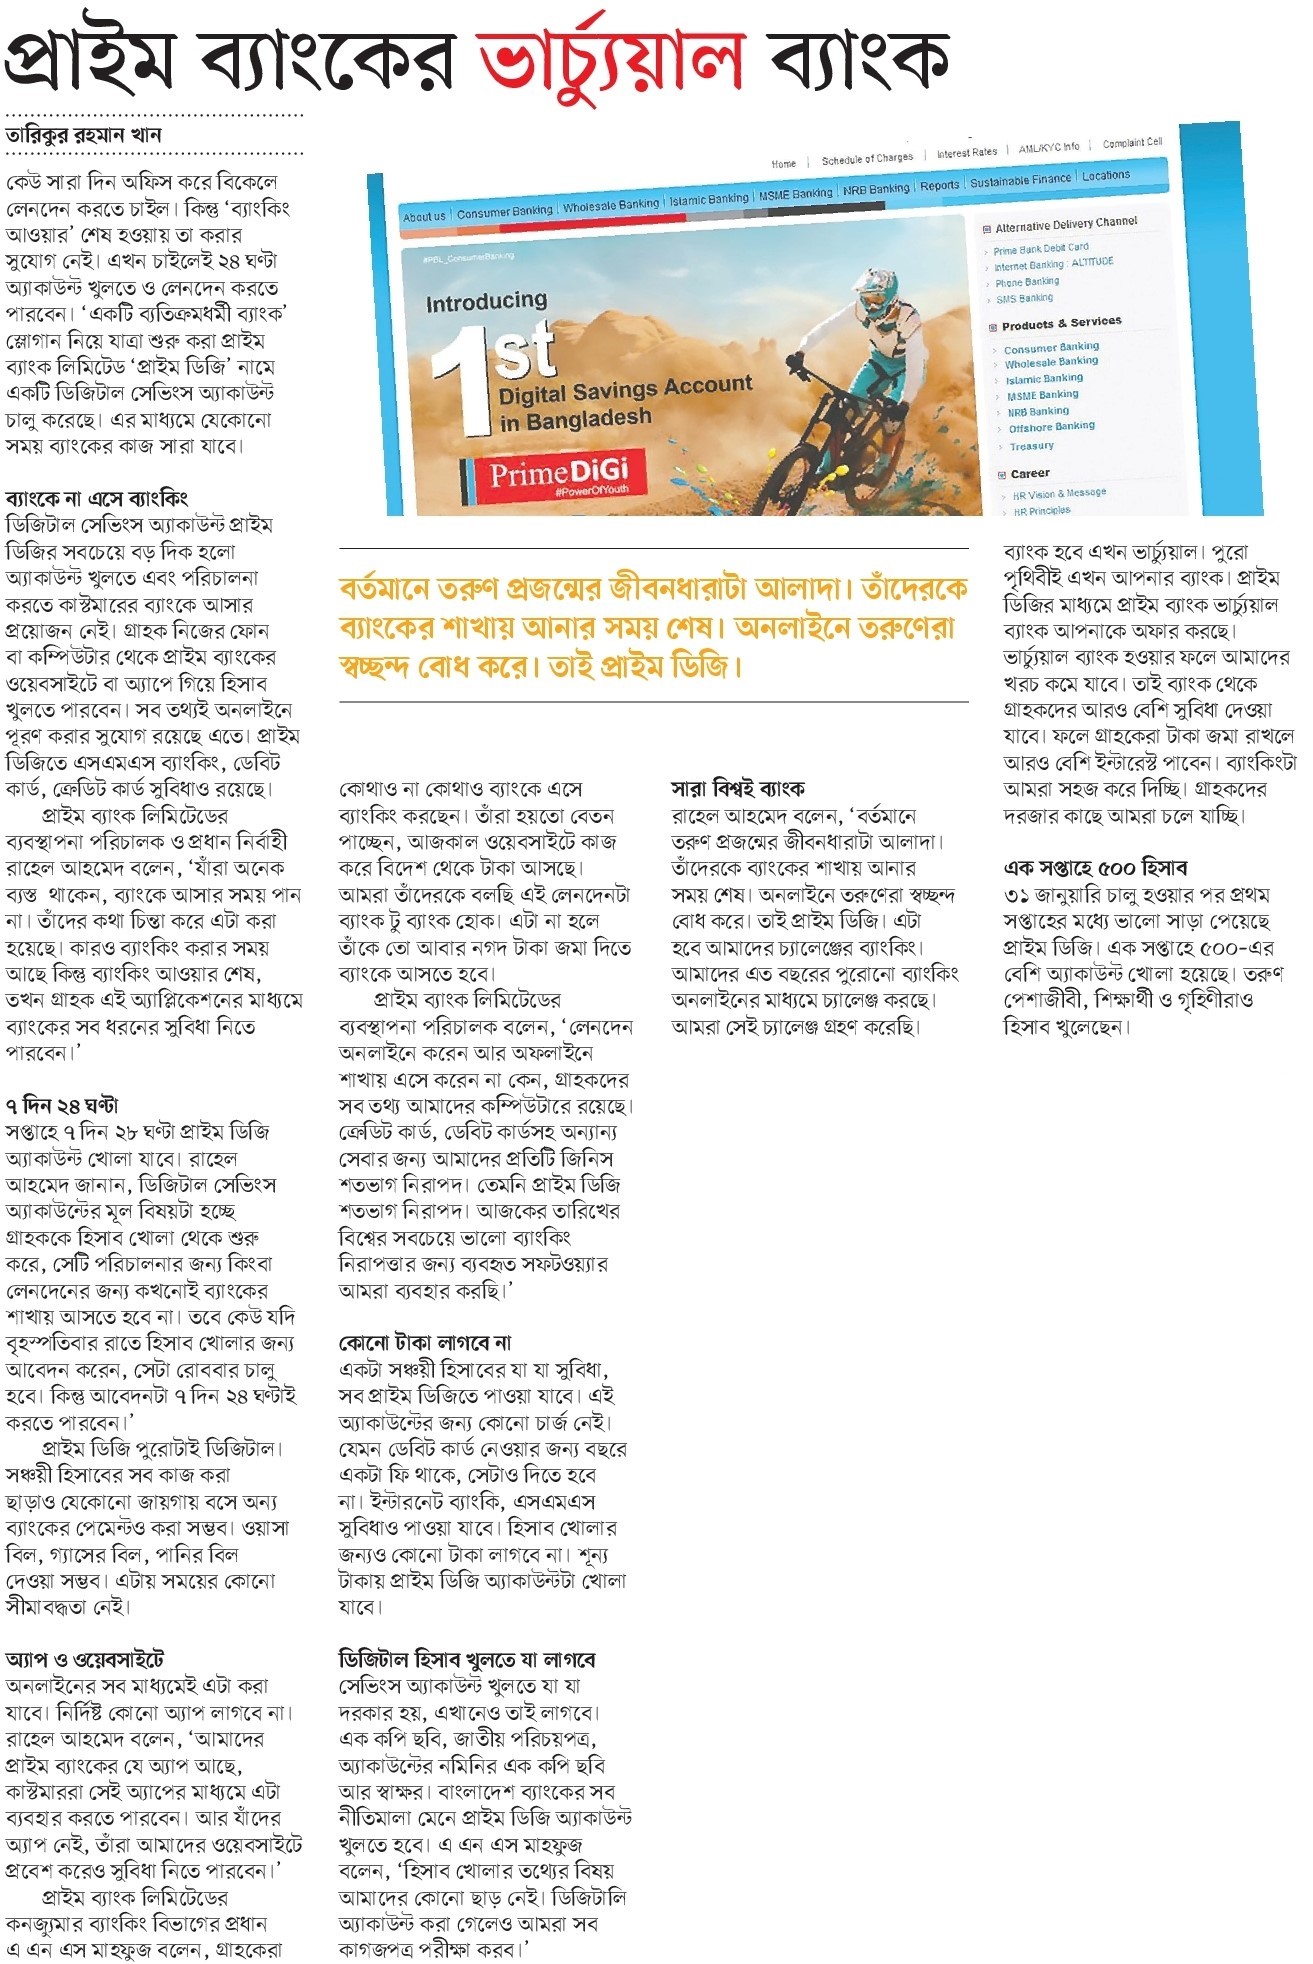 প্রাইম ব্যাংকের ভার্চ্যুয়াল ব্যাংক
তারিকুর রহমান খান
কেউ সারা দিন অফিস করে বিকেলে
লেনদেন করতে চাইল। কিন্তু ‘ব্যাংকিং
আওয়ার’ শেষ হওয়ায় তা করার
সুযোগ নেই। এখন চাইলেই ২৪ ঘণ্টা
অ্যাকাউন্ট খুলতে ও লেনদেন করতে
পারবেন। ‘একটি ব্যতিক্রমধর্মী ব্যাংক’
স্লোগান নিয়ে যাত্রা শুরু করা প্রাইম
ব্যাংক লিমিটেড ‘প্রাইম ডিজি’ নামে
একটি ডিজিটাল সেভিংস অ্যাকাউন্ট
চালু করেছে। এর মাধ্যমে যেকোনো
সময় ব্যাংকের কাজ সারা যাবে।
ব্যাংকে না এসে ব্যাংকিং
ডিজিটাল সেভিংস অ্যাকাউন্ট প্রাইম
ডিজির সবচেয়ে বড় দিক হলো
অ্যাকাউন্ট খুলতে এবং পরিচালনা
করতে কাস্টমারের ব্যাংকে আসার
প্রয়োজন নেই। গ্রাহক নিজের ফোন
বা কম্পিউটার থেকে প্রাইম ব্যাংকের
ওয়েবসাইটে বা অ্যাপে গিয়ে হিসাব
খুলতে পারবেন। সব তথ্যই অনলাইনে
পূরণ করার সুযোগ রয়েছে এতে। প্রাইম
ডিজিতে এসএমএস ব্যাংকিং, ডেবিট
কার্ড, ক্রেডিট কার্ড সুবিধাও রয়েছে।
প্রাইম ব্যাংক লিমিটেডের
ব্যবস্থাপনা পরিচালক ও প্রধান নির্বাহী
রাহেল আহমেদ বলেন, ‘যাঁরা অনেক
ব্যস্ত থাকেন, ব্যাংকে আসার সময় পান
না। তাঁদের কথা চিন্তা করে এটা করা
হয়েছে। কারও ব্যাংকিং করার সময়
আছে কিন্তু ব্যাংকিং আওয়ার শেষ,
তখন গ্রাহক এই অ্যাপ্লিকেশনের মাধ্যমে
ব্যাংকের সব ধরনের সুবিধা নিতে
পারবেন।’
৭ দিন ২৪ ঘণ্টা
সপ্তাহে ৭ দিন ২৮ ঘণ্টা প্রাইম ডিজি
অ্যাকাউন্ট খোলা যাবে। রাহেল
আহমেদ জানান, ডিজিটাল সেভিংস
অ্যাকাউন্টের মূল বিষয়টা হচ্ছে
গ্রাহককে হিসাব খোলা থেকে শুরু
করে, সেটি পরিচালনার জন্য কিংবা
লেনদেনের জন্য কখনোই ব্যাংকের
শাখায় আসতে হবে না। তবে কেউ যদি
বৃহস্পতিবার রাতে হিসাব খোলার জন্য
আবেদন করেন, সেটা রোববার চালু
হবে। কিন্তু আবেদনটা ৭ দিন ২৪ ঘণ্টাই
করতে পারবেন।’
প্রাইম ডিজি পুরোটাই ডিজিটাল।
সঞ্চয়ী হিসাবের সব কাজ করা
ছাড়াও যেকোনো জায়গায় বসে অন্য
ব্যাংকের পেমেন্টও করা সম্ভব। ওয়াসা
বিল, গ্যাসের বিল, পানির বিল
দেওয়া সম্ভব। এটায় সময়ের কোনো
সীমাবদ্ধতা নেই।
অ্যাপ ও ওয়েবসাইটে
অনলাইনের সব মাধ্যমেই এটা করা
যাবে। নির্দিষ্ট কোনো অ্যাপ লাগবে না।
রাহেল আহমেদ বলেন, ‘আমাদের
প্রাইম ব্যাংকের যে অ্যাপ আছে,
কাস্টমাররা সেই অ্যাপের মাধ্যমে এটা
ব্যবহার করতে পারবেন। আর যাঁদের
অ্যাপ নেই, তাঁরা আমাদের ওয়েবসাইটে
প্রবেশ করেও সুবিধা নিতে পারবেন।’
প্রাইম ব্যাংক লিমিটেডের
কনজ্যুমার ব্যাংকিং বিভাগের প্রধান
এ এন এস মাহফুজ বলেন, গ্রাহকেরা
Home | Schedule of Charges | Interest Rates | AML/KYC Info | Complaint Cell
About us | Consumer Banking | Wholesale Banking | Islamic Banking | MSME Banking | NRB Banking | Reports | Sustainable Finance | Locations
#PBL_ConsumerBanking
Introducing
1st
Digital Savings Account
in Bangladesh
Prime DiGi
#PowerOfYouth
Alternative Delivery Channel
Prime Bank Debit Card
Internet Banking : ALTITUDE
Phone Banking
SMS Banking
Products & Services
Consumer Banking
Wholesale Banking
Islamic Banking
MSME Banking
NRB Banking
Offshore Banking
Treasury
Career
HR Vision & Message
HR Principles
বর্তমানে তরুণ প্রজন্মের জীবনধারাটা আলাদা। তাঁদেরকে
ব্যাংকের শাখায় আনার সময় শেষ। অনলাইনে তরুণেরা
স্বচ্ছন্দ বোধ করে। তাই প্রাইম ডিজি।
কোথাও না কোথাও ব্যাংকে এসে
ব্যাংকিং করছেন। তাঁরা হয়তো বেতন
পাচ্ছেন, আজকাল ওয়েবসাইটে কাজ
করে বিদেশ থেকে টাকা আসছে।
আমরা তাঁদেরকে বলছি এই লেনদেনটা
ব্যাংক টু ব্যাংক হোক। এটা না হলে
তাঁকে তো আবার নগদ টাকা জমা দিতে
ব্যাংকে আসতে হবে।
প্রাইম ব্যাংক লিমিটেডের
ব্যবস্থাপনা পরিচালক বলেন, ‘লেনদেন
অনলাইনে করেন আর অফলাইনে
শাখায় এসে করেন না কেন, গ্রাহকদের
সব তথ্য আমাদের কম্পিউটারে রয়েছে।
ক্রেডিট কার্ড, ডেবিট কার্ডসহ অন্যান্য
সেবার জন্য আমাদের প্রতিটি জিনিস
শতভাগ নিরাপদ। তেমনি প্রাইম ডিজি
শতভাগ নিরাপদ। আজকের তারিখের
বিশ্বের সবচেয়ে ভালো ব্যাংকিং
নিরাপত্তার জন্য ব্যবহৃত সফটওয়্যার
আমরা ব্যবহার করছি।’
কোনো টাকা লাগবে না
একটা সঞ্চয়ী হিসাবের যা যা সুবিধা,
সব প্রাইম ডিজিতে পাওয়া যাবে। এই
অ্যাকাউন্টের জন্য কোনো চার্জ নেই।
যেমন ডেবিট কার্ড নেওয়ার জন্য বছরে
একটা ফি থাকে, সেটাও দিতে হবে
না। ইন্টারনেট ব্যাংকি, এসএমএস
সুবিধাও পাওয়া যাবে। হিসাব খোলার
জন্যও কোনো টাকা লাগবে না। শূন্য
টাকায় প্রাইম ডিজি অ্যাকাউন্টটা খোলা
যাবে।
ডিজিটাল হিসাব খুলতে যা লাগবে
সেভিংস অ্যাকাউন্ট খুলতে যা যা
দরকার হয়, এখানেও তাই লাগবে।
এক কপি ছবি, জাতীয় পরিচয়পত্র,
অ্যাকাউন্টের নমিনির এক কপি ছবি
আর স্বাক্ষর। বাংলাদেশ ব্যাংকের সব
নীতিমালা মেনে প্রাইম ডিজি অ্যাকাউন্ট
খুলতে হবে। এ এন এস মাহফুজ
বলেন, ‘হিসাব খোলার তথ্যের বিষয়
আমাদের কোনো ছাড় নেই। ডিজিটালি
অ্যাকাউন্ট করা গেলেও আমরা সব
কাগজপত্র পরীক্ষা করব।’
সারা বিশ্বই ব্যাংক
রাহেল আহমেদ বলেন, ‘বর্তমানে
তরুণ প্রজন্মের জীবনধারাটা আলাদা।
তাঁদেরকে ব্যাংকের শাখায় আনার
সময় শেষ। অনলাইনে তরুণেরা স্বচ্ছন্দ
বোধ করে। তাই প্রাইম ডিজি। এটা
হবে আমাদের চ্যালেঞ্জের ব্যাংকিং।
আমাদের এত বছরের পুরোনো ব্যাংকিং
অনলাইনের মাধ্যমে চ্যালেঞ্জ করছে।
আমরা সেই চ্যালেঞ্জ গ্রহণ করেছি।
ব্যাংক হবে এখন ভার্চ্যুয়াল। পুরো
পৃথিবীই এখন আপনার ব্যাংক। প্রাইম
ডিজির মাধ্যমে প্রাইম ব্যাংক ভার্চ্যুয়াল
ব্যাংক আপনাকে অফার করছে।
ভার্চ্যুয়াল ব্যাংক হওয়ার ফলে আমাদের
খরচ কমে যাবে। তাই ব্যাংক থেকে
গ্রাহকদের আরও বেশি সুবিধা দেওয়া
যাবে। ফলে গ্রাহকেরা টাকা জমা রাখলে
আরও বেশি ইন্টারেস্ট পাবেন। ব্যাংকিংটা
আমরা সহজ করে দিচ্ছি। গ্রাহকদের
দরজার কাছে আমরা চলে যাচ্ছি।
এক সপ্তাহে ৫০০ হিসাব
৩১ জানুয়ারি চালু হওয়ার পর প্রথম
সপ্তাহের মধ্যে ভালো সাড়া পেয়েছে
প্রাইম ডিজি। এক সপ্তাহে ৫০০-এর
বেশি অ্যাকাউন্ট খোলা হয়েছে। তরুণ
পেশাজীবী, শিক্ষার্থী ও গৃহিণীরাও
হিসাব খুলেছেন।